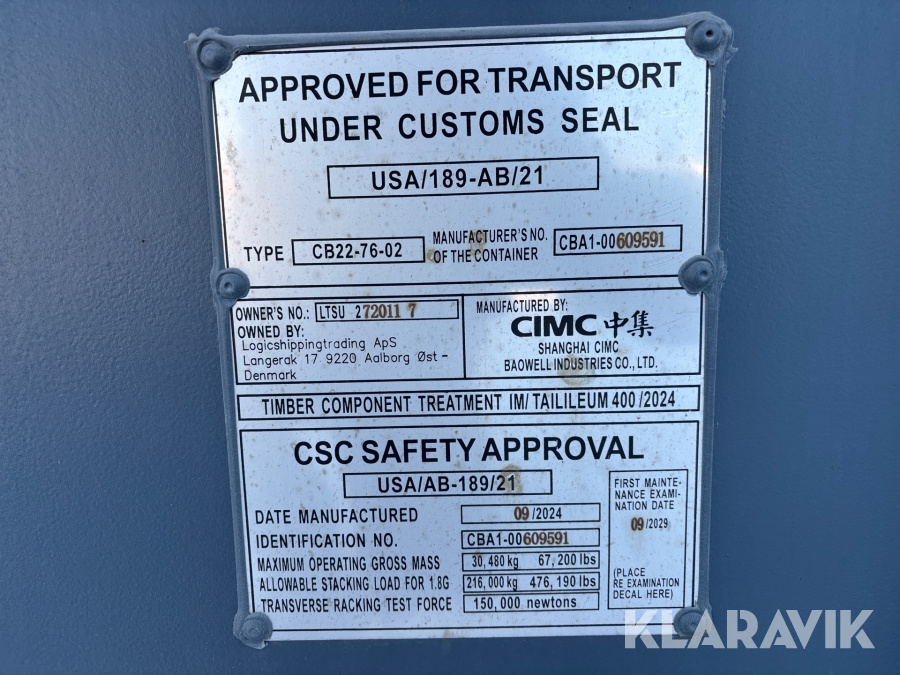 APPROVED FOR TRANSPORT
UNDER CUSTOMS SEAL
USA/189-AB/21
TYPE CB22-76-02 MANUFACTURER'S NO. OF THE CONTAINER CBA1-00609591
OWNER'S NO.: LTSU 272011 7
OWNED BY:
Logicshippingtrading ApS
Langerak 17 9220 Aalborg Øst -
Denmark
MANUFACTURED BY:
CIMC 中集
SHANGHAI CIMC
BAOWELL INDUSTRIES CO., LTD.
TIMBER COMPONENT TREATMENT IM/ TAILILEUM 400 /2024
CSC SAFETY APPROVAL
USA/AB-189/21
DATE MANUFACTURED 09 /2024
IDENTIFICATION NO. CBA1-00609591
MAXIMUM OPERATING GROSS MASS 30,480 kg 67,200 lbs
ALLOWABLE STACKING LOAD FOR 1.8G 216,000 kg 476,190 lbs
TRANSVERSE RACKING TEST FORCE 150,000 newtons
FIRST MAINTE-
NANCE EXAMI-
NATION DATE
09 /2029
(PLACE
RE EXAMINATION
DECAL HERE)
KLARAVIK